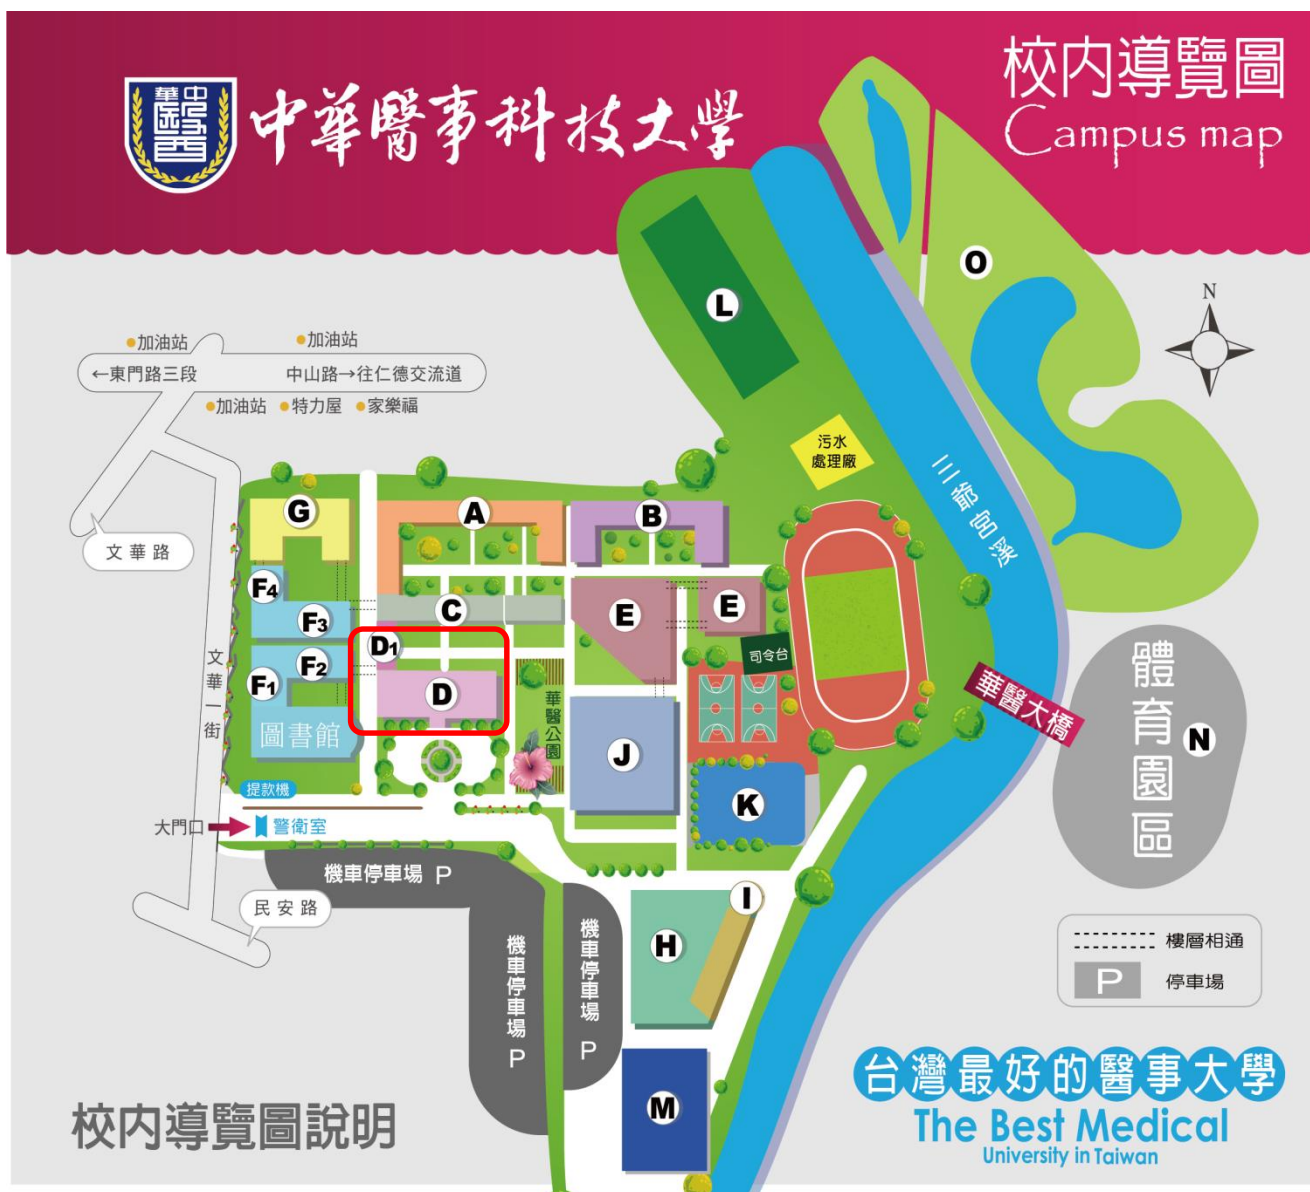 校內導覽圖
Campus map
中華醫
中華醫事科技大學
L
O
N
加油站
加油站
←東門路三段
中山路→往仁德交流道
加油站
特力屋
家樂福
污水
處理廠
三爺宮溪
文華路
G
A
B
F4
F3
C
E
E
D1
F2
F1
D
司令台
文華一街
圖書館
華醫公園
J
K
華醫大橋
體育園區
N
提款機
大門口
警衛室
機車停車場 P
民安路
機車停車場 P
機車停車場 P
H
I
M
樓層相通
P
停車場
校內導覽圖說明
台灣最好的醫事大學
The Best Medical
University in Taiwan